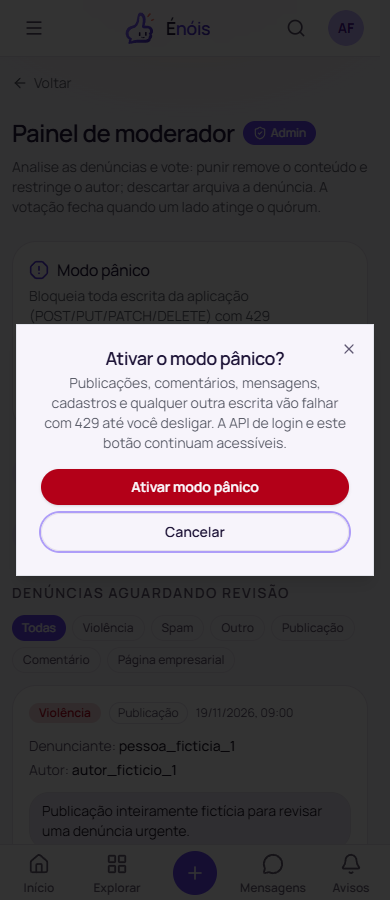 Énóis
AF
Voltar
Painel de moderador
Admin
Analise as denúncias e vote: punir remove o conteúdo e
restringe o autor; descartar arquiva a denúncia. A
votação fecha quando um lado atinge o quórum.
Modo pânico
Bloqueia toda escrita da aplicação
(POST/PUT/PATCH/DELETE) com 429
Ativar o modo pânico?
Publicações, comentários, mensagens,
cadastros e qualquer outra escrita vão falhar
com 429 até você desligar. A API de login e este
botão continuam acessíveis.
Ativar modo pânico
Cancelar
DENÚNCIAS AGUARDANDO REVISÃO
Todas
Violência
Spam
Outro
Publicação
Comentário
Página empresarial
Violência
Publicação
19/11/2026, 09:00
Denunciante: pessoa_ficticia_1
Autor: autor_ficticio_1
Publicação inteiramente fictícia para revisar
uma denúncia urgente.
Início
Explorar
Mensagens
Avisos